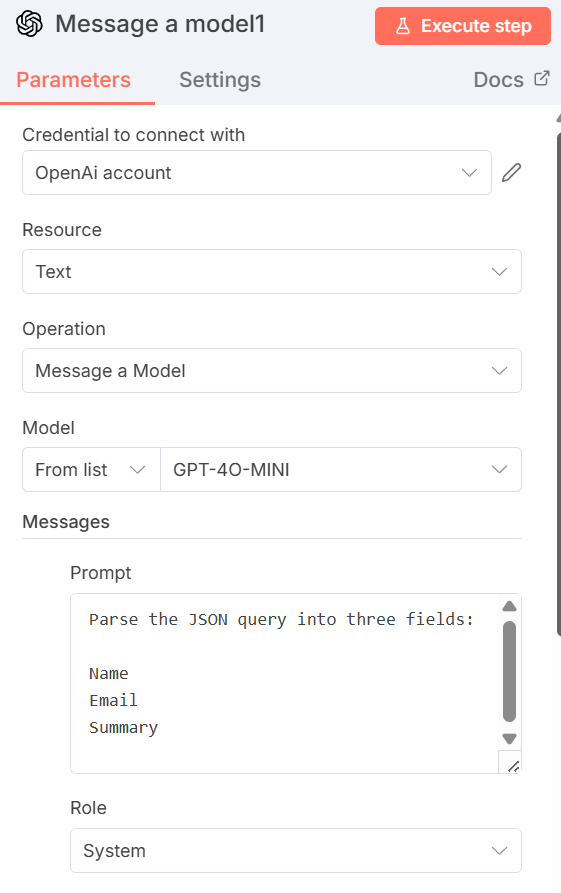 Message a model1
Execute step
Parameters
Settings
Docs
Credential to connect with
OpenAi account
Resource
Text
Operation
Message a Model
Model
From list
GPT-4O-MINI
Messages
Prompt
Parse the JSON query into three fields:
Name
Email
Summary
Role
System